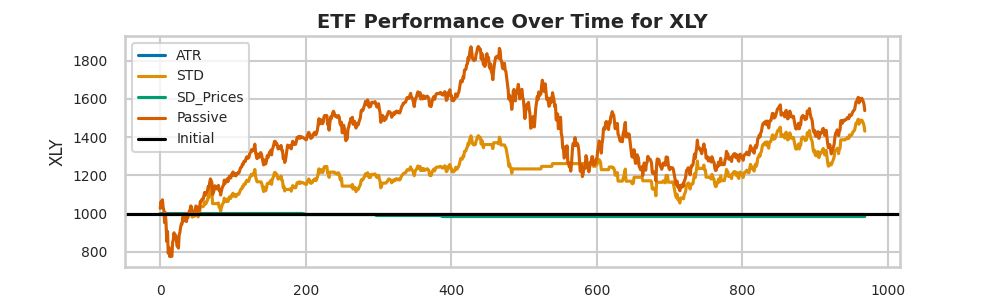 ETF Performance Over Time for XLY
XLY
1800
1600
1400
1200
1000
800
ATR
STD
SD_Prices
Passive
Initial
0 200 400 600 800 1000